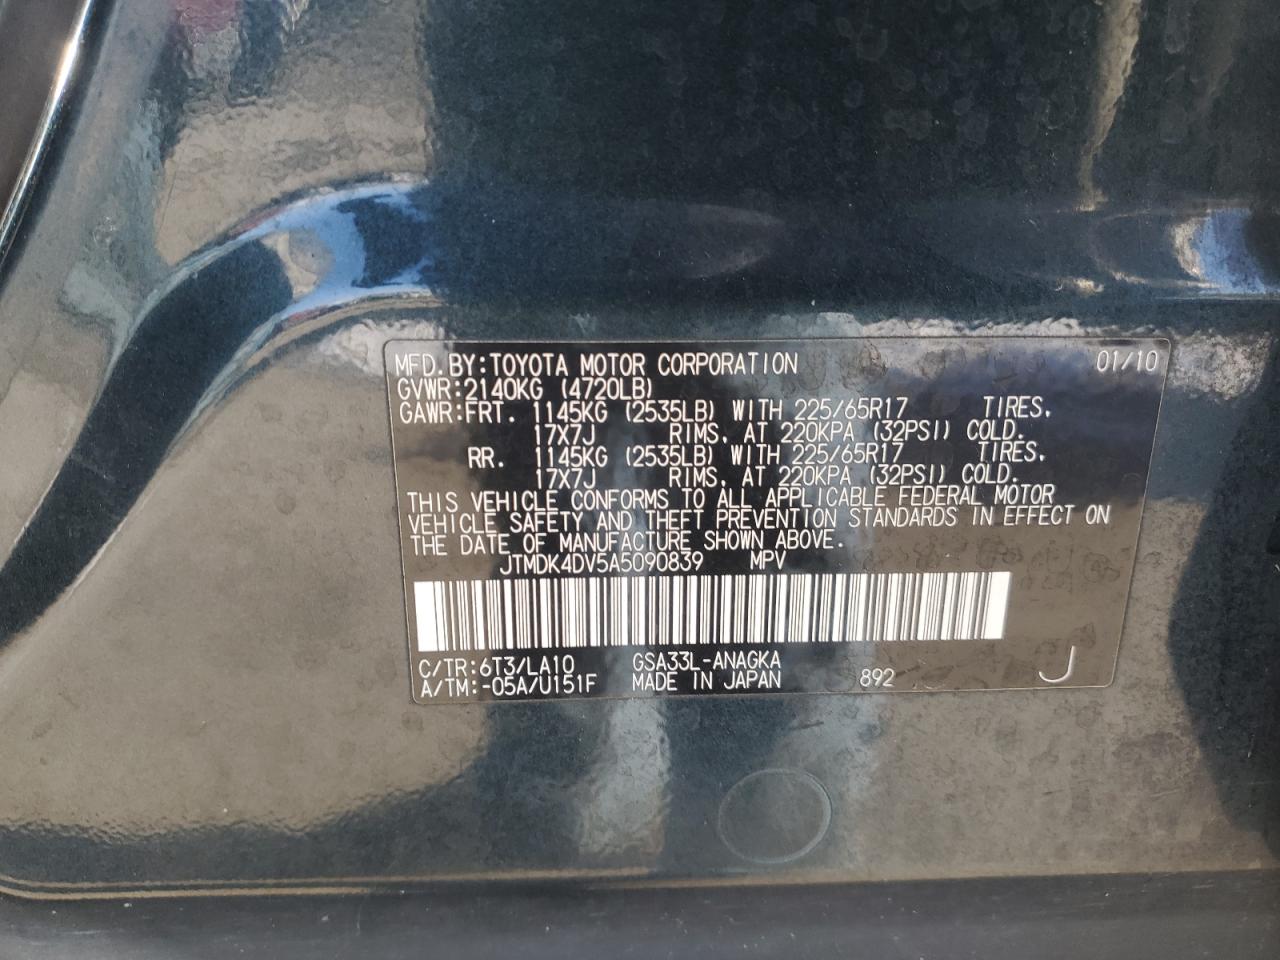 MFD.BY:TOYOTA MOTOR CORPORATION 01/10
GVWR:2140KG (4720LB)
GAWR:FRT. 1145KG (2535LB) WITH 225/65R17 TIRES.
17X7J RIMS, AT 220KPA (32PSI) COLD.
RR. 1145KG (2535LB) WITH 225/65R17 TIRES.
17X7J RIMS, AT 220KPA (32PSI) COLD.
THIS VEHICLE CONFORMS TO ALL APPLICABLE FEDERAL MOTOR
VEHICLE SAFETY AND THEFT PREVENTION STANDARDS IN EFFECT ON
THE DATE OF MANUFACTURE SHOWN ABOVE.
JTMDK4DV5A5090839 MPV
C/TR:6T3/LA10 GSA33L-ANAGKA
A/TM:-05A/U151F MADE IN JAPAN 892 J